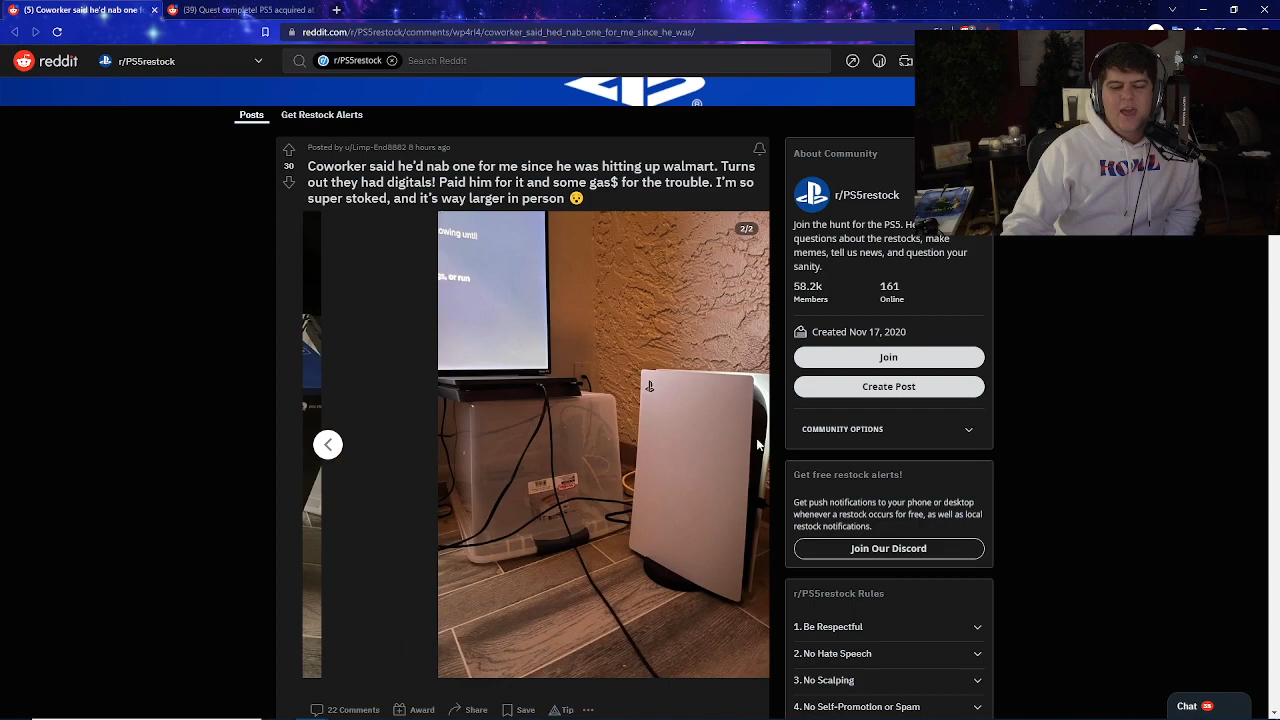 (5) Coworker said he'd nab one fo
(39) Quest complete! PS5 acquired at
reddit.com/r/PS5restock/comments/wp4rl4/coworker_said_hed_nab_one_for_me_since_he_was/
reddit
r/PS5restock
r/PS5restock
Search Reddit
Posts
Get Restock Alerts
Posted by u/Limp-End8882 8 hours ago
30
Coworker said he'd nab one for me since he was hitting up walmart. Turns
out they had digitals! Paid him for it and some gas$ for the trouble. I'm so
super stoked, and it's way larger in person 😮
2/2
owing until
gs, or run
22 Comments
Award
Share
Save
Tip
About Community
r/PS5restock
Join the hunt for the PS5. He
questions about the restocks, make
memes, tell us news, and question your
sanity.
58.2k
161
Members
Online
Created Nov 17, 2020
Join
Create Post
COMMUNITY OPTIONS
Get free restock alerts!
Get push notifications to your phone or desktop
whenever a restock occurs for free, as well as local
restock notifications.
Join Our Discord
r/PS5restock Rules
1. Be Respectful
2. No Hate Speech
3. No Scalping
4. No Self-Promotion or Spam
Chat